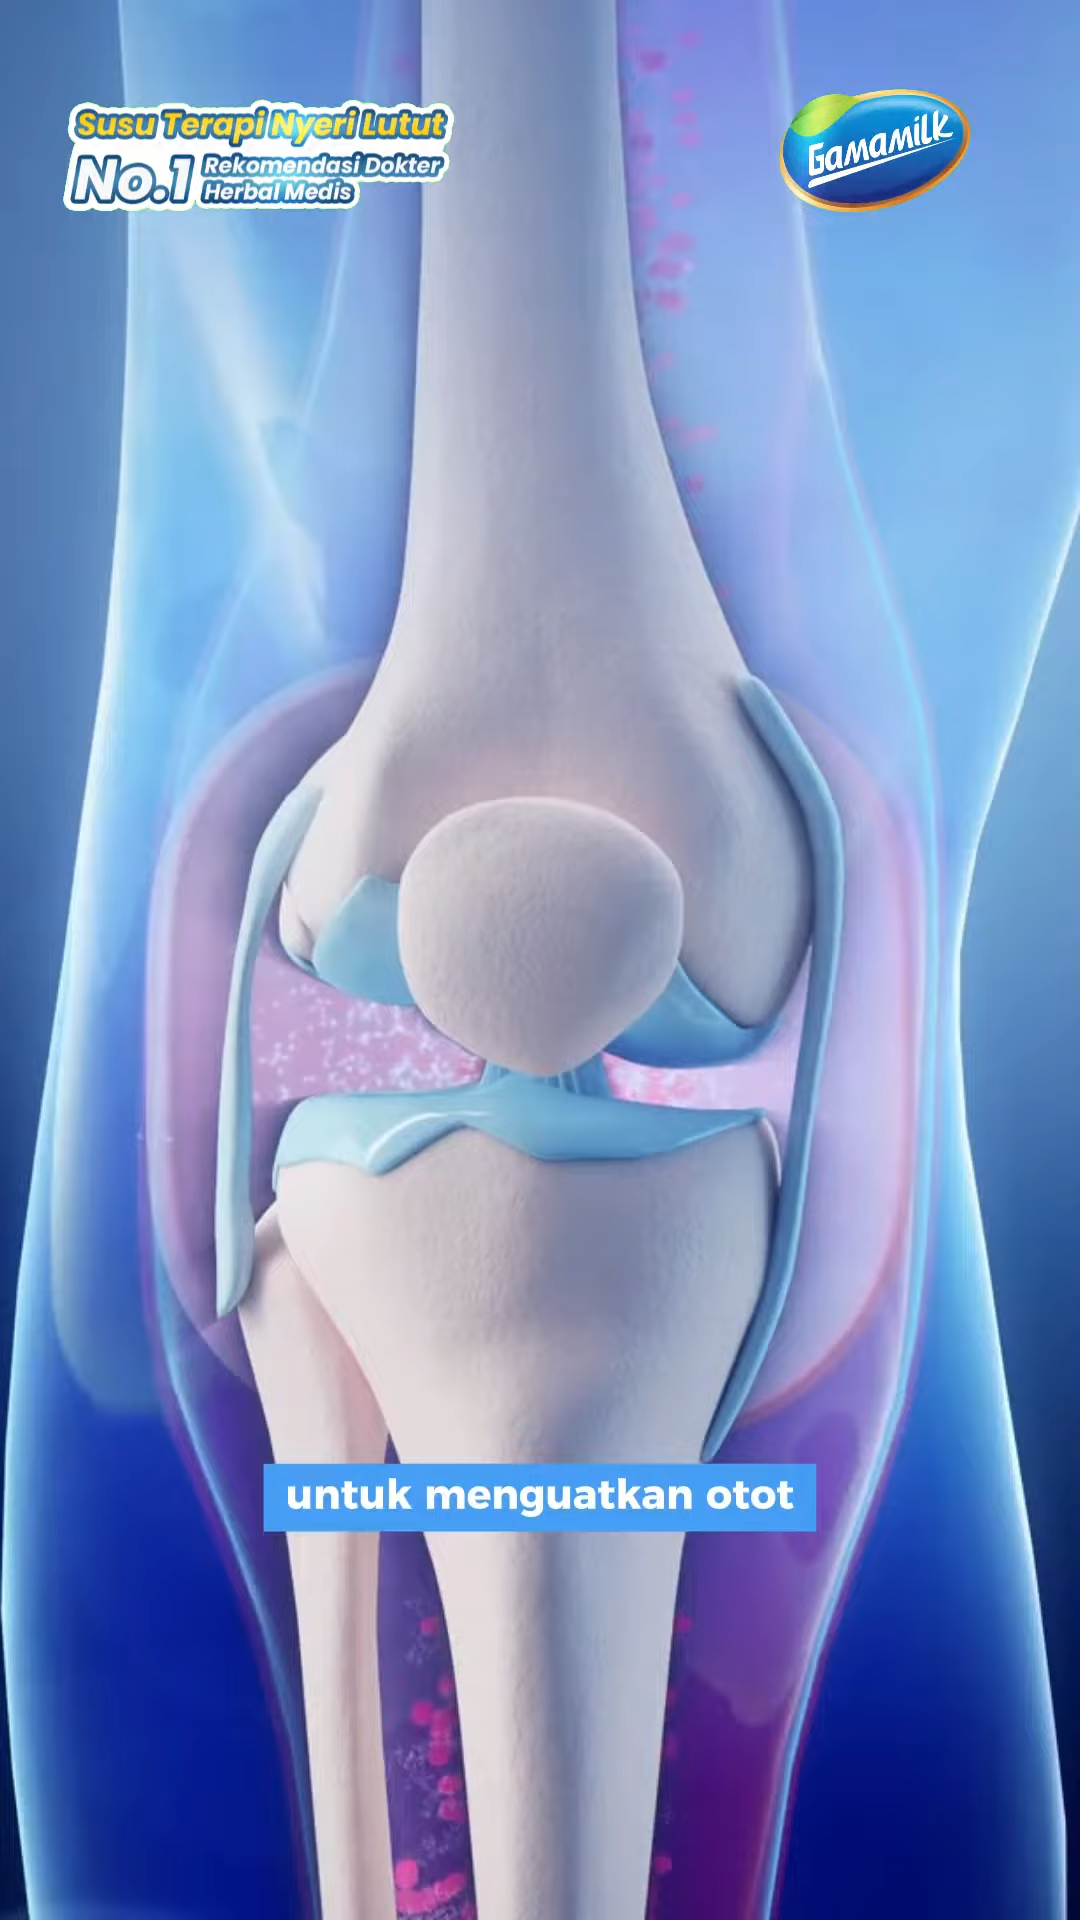 Susu Terapi Nyeri Lutut
No.1 Rekomendasi Dokter
Herbal Medis
Gamamilk
untuk menguatkan otot